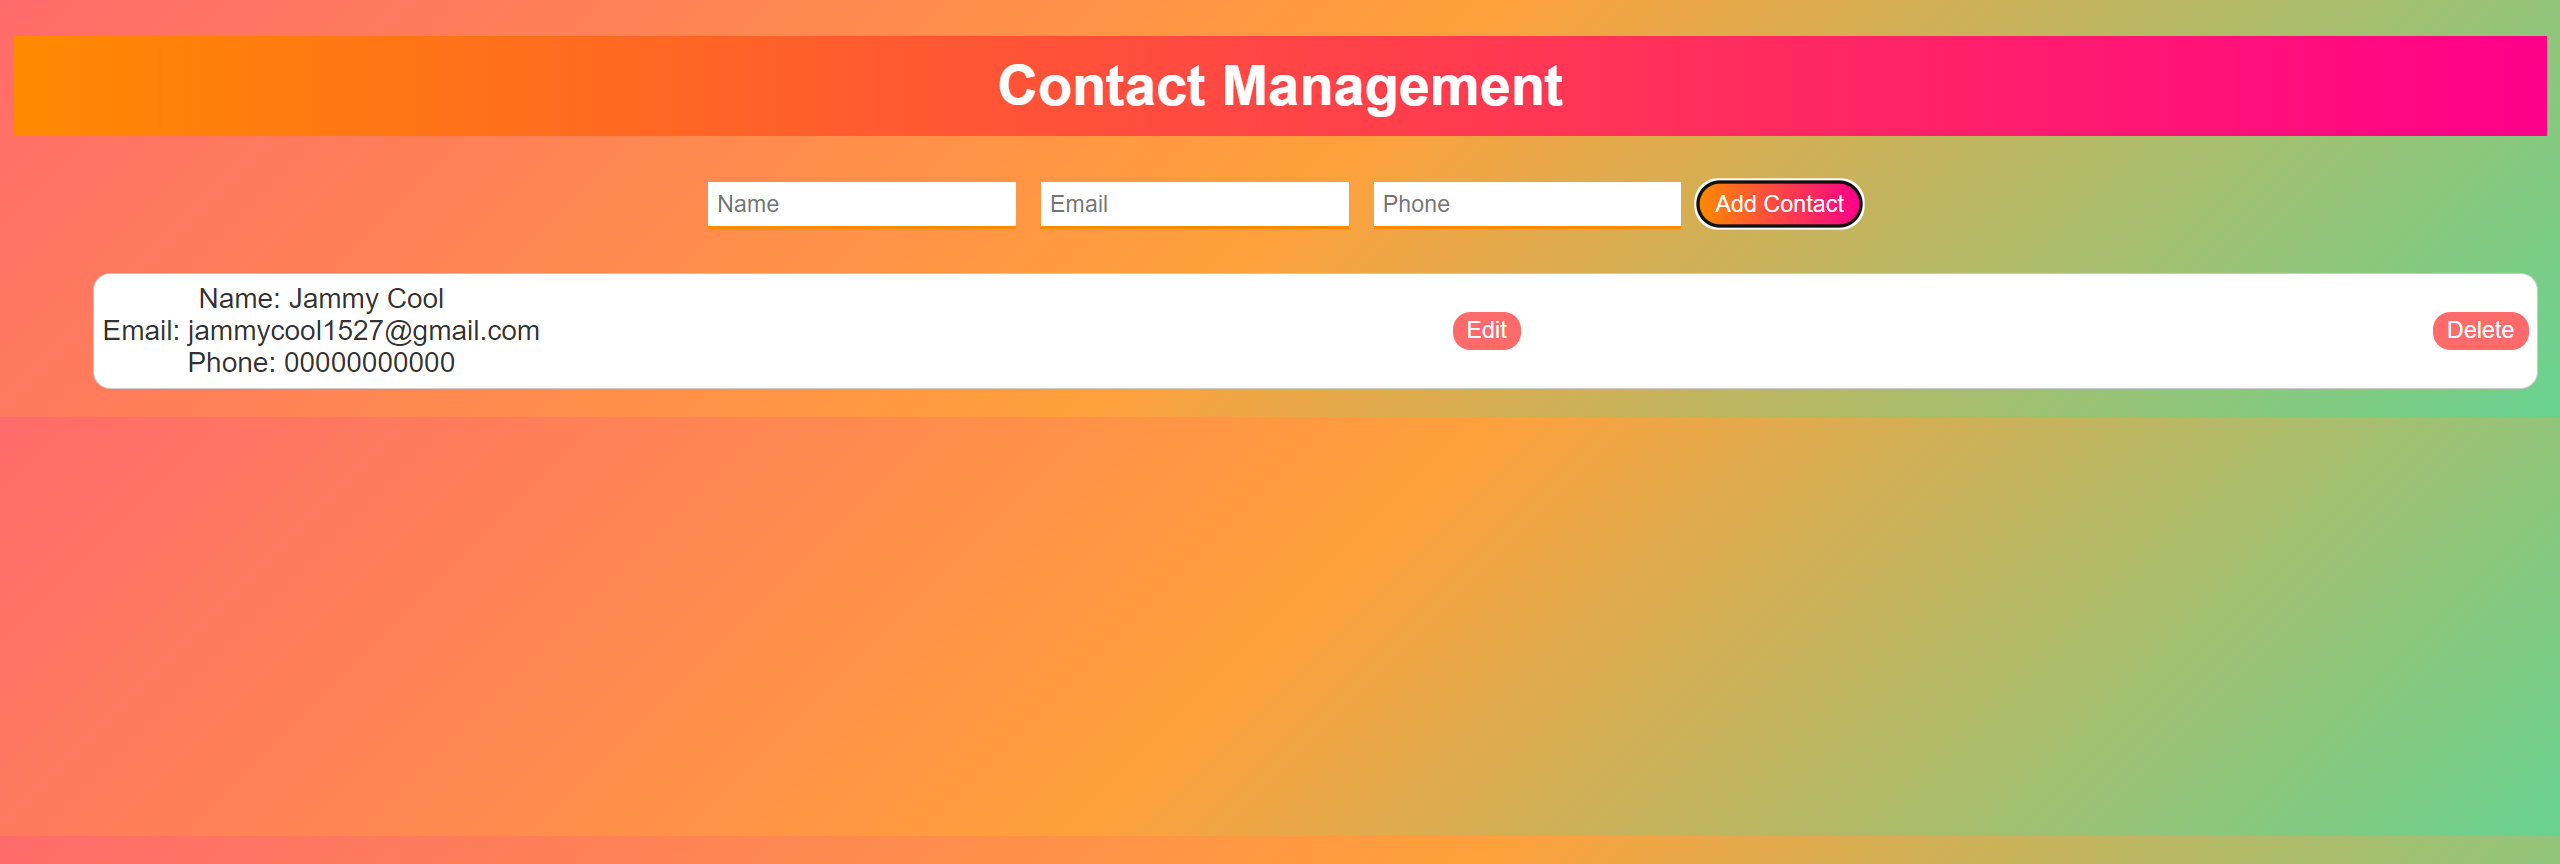 Contact Management
Name Email Phone Add Contact
Name: Jammy Cool
Email: jammycool1527@gmail.com
Phone: 00000000000
Edit
Delete